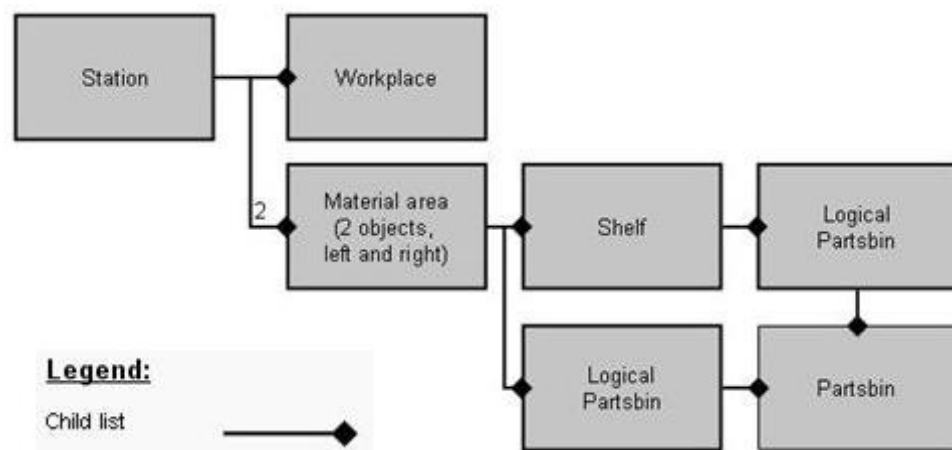 Station
Workplace
2
Material area
(2 objects,
left and right)
Shelf
Logical
Partsbin
Logical
Partsbin
Partsbin
Legend:
Child list